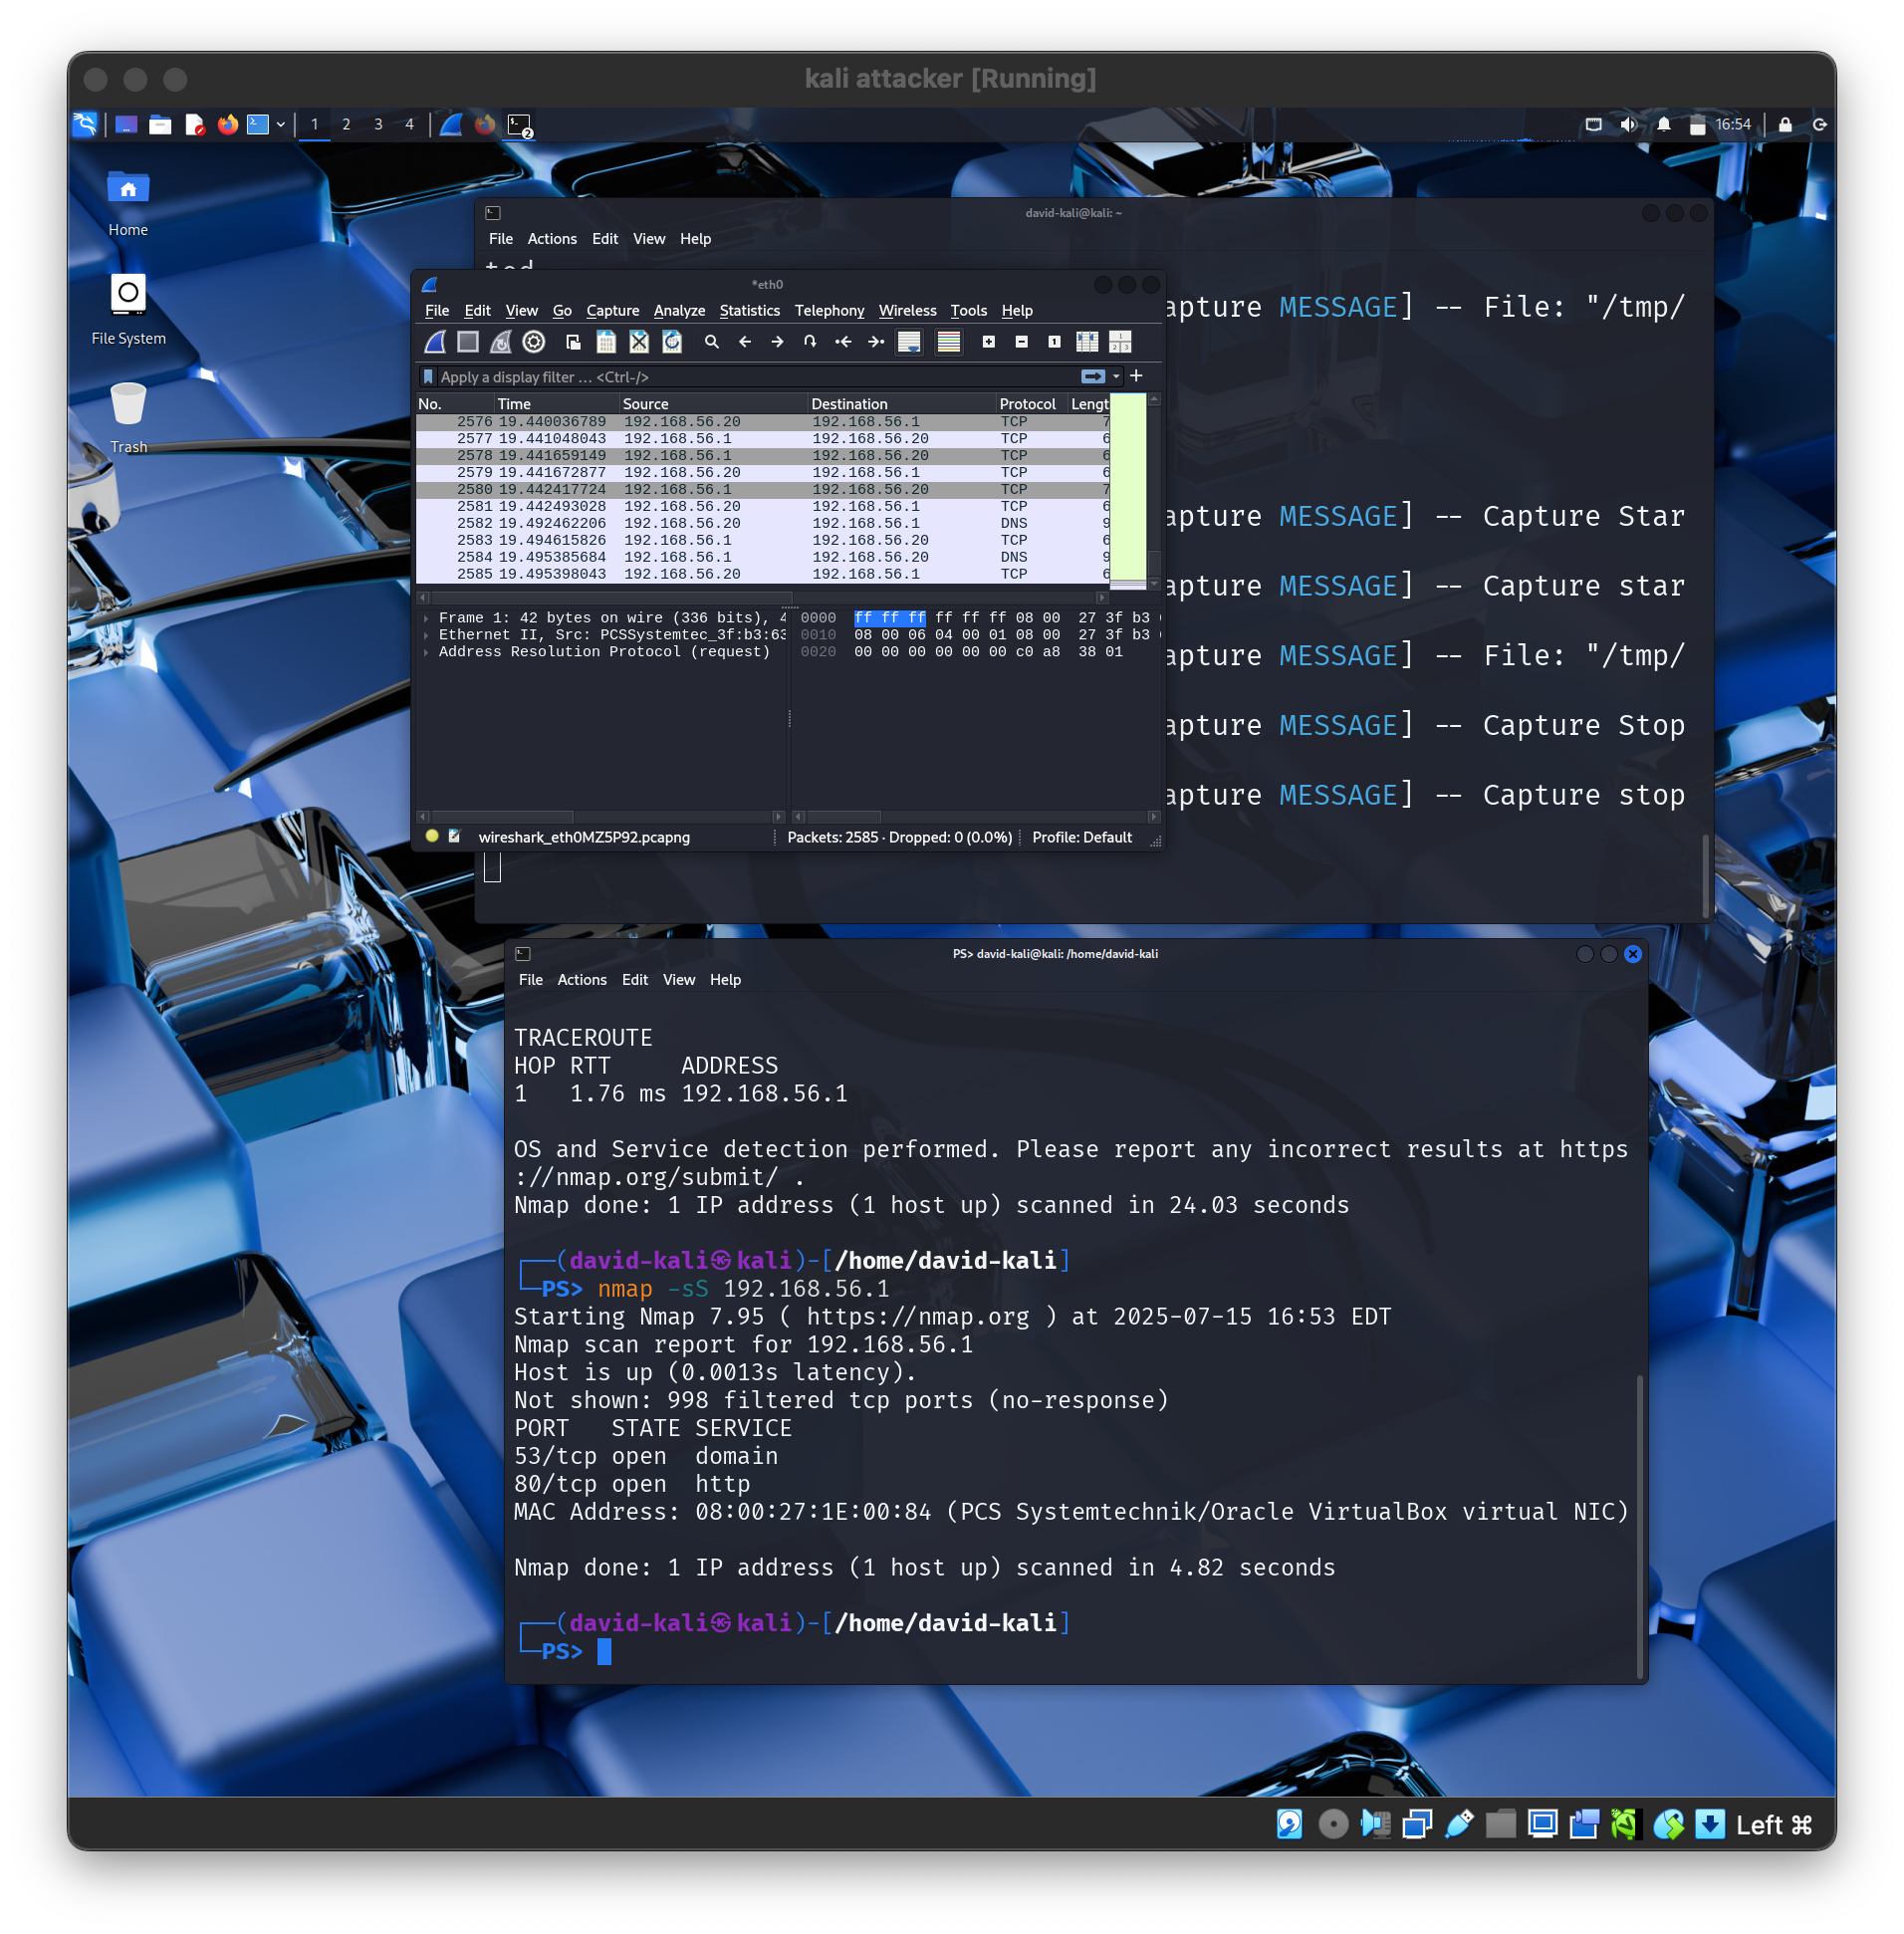 kali attacker [Running]
1 2 3 4
2
16:54
Home
File System
Trash
david-kali@kali: ~
File Actions Edit View Help
apture MESSAGE] -- File: "/tmp/
apture MESSAGE] -- Capture Star
apture MESSAGE] -- Capture star
apture MESSAGE] -- File: "/tmp/
apture MESSAGE] -- Capture Stop
apture MESSAGE] -- Capture stop
*eth0
File Edit View Go Capture Analyze Statistics Telephony Wireless Tools Help
Apply a display filter ... <Ctrl-/>
No. Time Source Destination Protocol Lengt
2576 19.440036789 192.168.56.20 192.168.56.1 TCP 7
2577 19.441048043 192.168.56.1 192.168.56.20 TCP 6
2578 19.441659149 192.168.56.1 192.168.56.20 TCP 6
2579 19.441672877 192.168.56.20 192.168.56.1 TCP 6
2580 19.442417724 192.168.56.1 192.168.56.20 TCP 7
2581 19.442493028 192.168.56.20 192.168.56.1 TCP 6
2582 19.492462206 192.168.56.20 192.168.56.1 DNS 9
2583 19.494615826 192.168.56.1 192.168.56.20 TCP 6
2584 19.495385684 192.168.56.1 192.168.56.20 DNS 9
2585 19.495398043 192.168.56.20 192.168.56.1 TCP 6
Frame 1: 42 bytes on wire (336 bits), 4
Ethernet II, Src: PCSSystemtec_3f:b3:63
Address Resolution Protocol (request)
0000 ff ff ff ff ff ff 08 00 27 3f b3
0010 08 00 06 04 00 01 08 00 27 3f b3
0020 00 00 00 00 00 00 c0 a8 38 01
wireshark_eth0MZ5P92.pcapng
Packets: 2585 · Dropped: 0 (0.0%)
Profile: Default
PS> david-kali@kali: /home/david-kali
File Actions Edit View Help
TRACEROUTE
HOP RTT ADDRESS
1 1.76 ms 192.168.56.1
OS and Service detection performed. Please report any incorrect results at https
://nmap.org/submit/ .
Nmap done: 1 IP address (1 host up) scanned in 24.03 seconds
┌──(david-kali㉿kali)-[/home/david-kali]
└─PS> nmap -sS 192.168.56.1
Starting Nmap 7.95 ( https://nmap.org ) at 2025-07-15 16:53 EDT
Nmap scan report for 192.168.56.1
Host is up (0.0013s latency).
Not shown: 998 filtered tcp ports (no-response)
PORT STATE SERVICE
53/tcp open domain
80/tcp open http
MAC Address: 08:00:27:1E:00:84 (PCS Systemtechnik/Oracle VirtualBox virtual NIC)
Nmap done: 1 IP address (1 host up) scanned in 4.82 seconds
┌──(david-kali㉿kali)-[/home/david-kali]
└─PS>
Left ⌘